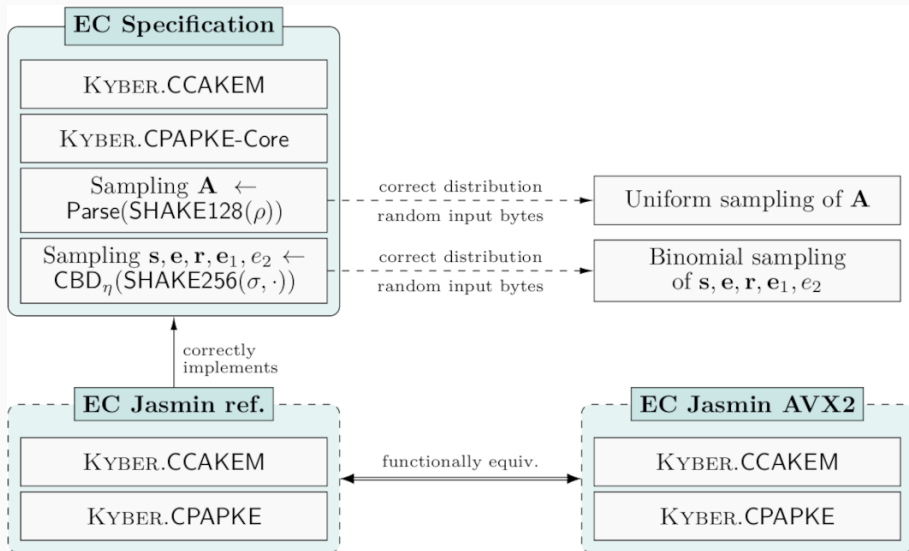 EC Specification
KYBER.CCAKEM
KYBER.CPAPKE-Core
Sampling A ←
Parse(SHAKE128(ρ))
correct distribution
random input bytes
Uniform sampling of A
Sampling s, e, r, e₁, e₂ ←
CBD_η(SHAKE256(σ, ·))
correct distribution
random input bytes
Binomial sampling
of s, e, r, e₁, e₂
correctly
implements
EC Jasmin ref.
KYBER.CCAKEM
KYBER.CPAPKE
functionally equiv.
EC Jasmin AVX2
KYBER.CCAKEM
KYBER.CPAPKE